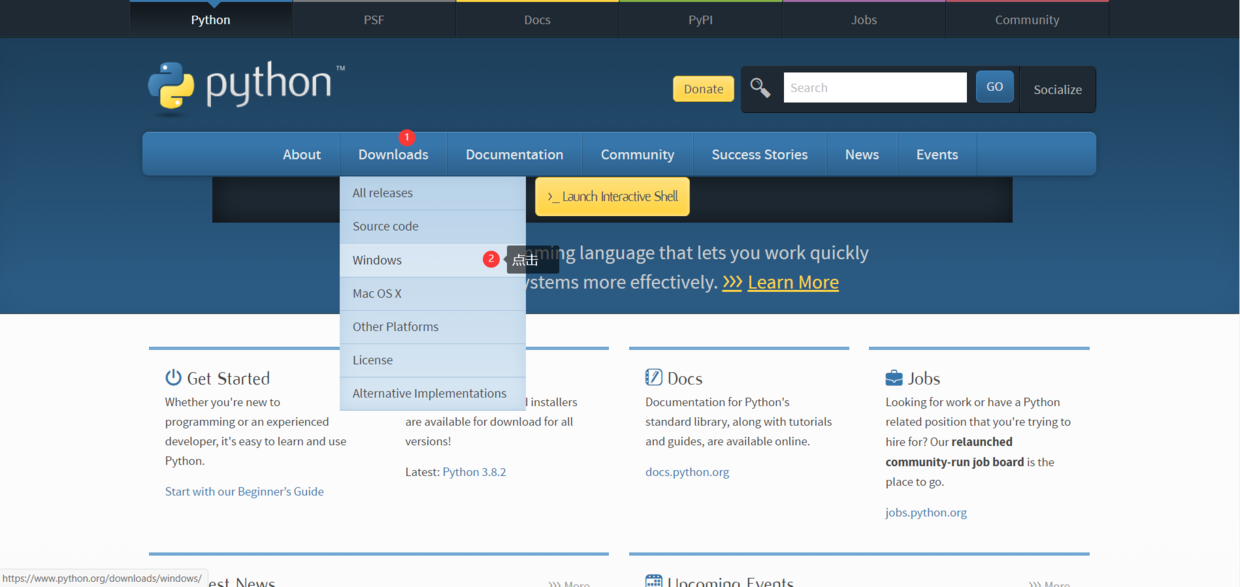 Python PSF Docs PyPI Jobs Community
python™
Donate Search GO Socialize
1
About Downloads Documentation Community Success Stories News Events
All releases
>_ Launch Interactive Shell
Source code
Windows 2 点击
mming language that lets you work quickly
Mac OS X
ystems more effectively. >>> Learn More
Other Platforms
License
Alternative Implementations
Get Started
Whether you're new to
programming or an experienced
developer, it's easy to learn and use
Python.
Start with our Beginner's Guide
installers
are available for download for all
versions!
Latest: Python 3.8.2
Docs
Documentation for Python's
standard library, along with tutorials
and guides, are available online.
docs.python.org
Jobs
Looking for work or have a Python
related position that you're trying to
hire for? Our relaunched
community-run job board is the
place to go.
jobs.python.org
https://www.python.org/downloads/windows/
est News >>> More
Upcoming Events >>> More